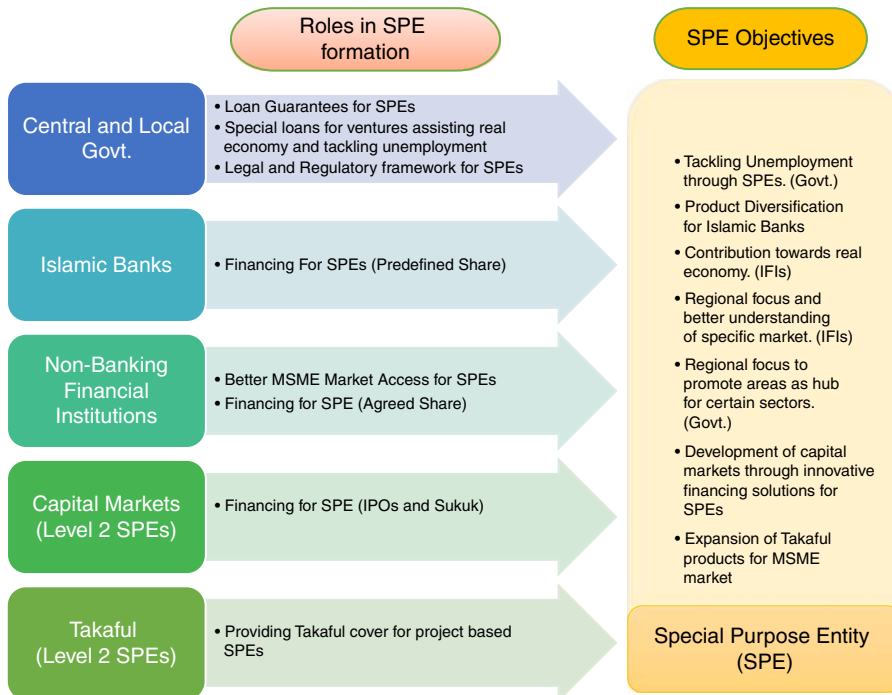 Roles in SPE
formation
SPE Objectives
Central and Local
Govt.
• Loan Guarantees for SPEs
• Special loans for ventures assisting real
economy and tackling unemployment
• Legal and Regulatory framework for SPEs
Islamic Banks
• Financing For SPEs (Predefined Share)
Non-Banking
Financial
Institutions
• Better MSME Market Access for SPEs
• Financing for SPE (Agreed Share)
Capital Markets
(Level 2 SPEs)
• Financing for SPE (IPOs and Sukuk)
Takaful
(Level 2 SPEs)
• Providing Takaful cover for project based
SPEs
• Tackling Unemployment
through SPEs. (Govt.)
• Product Diversification
for Islamic Banks
• Contribution towards real
economy. (IFIs)
• Regional focus and
better understanding
of specific market. (IFIs)
• Regional focus to
promote areas as hub
for certain sectors.
(Govt.)
• Development of capital
markets through innovative
financing solutions for
SPEs
• Expansion of Takaful
products for MSME
market
Special Purpose Entity
(SPE)